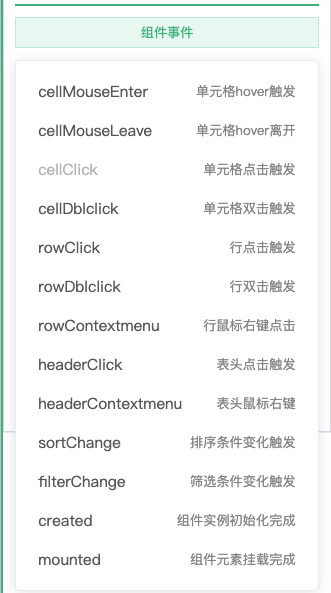 组件事件
cellMouseEnter 单元格hover触发
cellMouseLeave 单元格hover离开
cellClick 单元格点击触发
cellDblclick 单元格双击触发
rowClick 行点击触发
rowDblclick 行双击触发
rowContextmenu 行鼠标右键点击
headerClick 表头点击触发
headerContextmenu 表头鼠标右键
sortChange 排序条件变化触发
filterChange 筛选条件变化触发
created 组件实例初始化完成
mounted 组件元素挂载完成